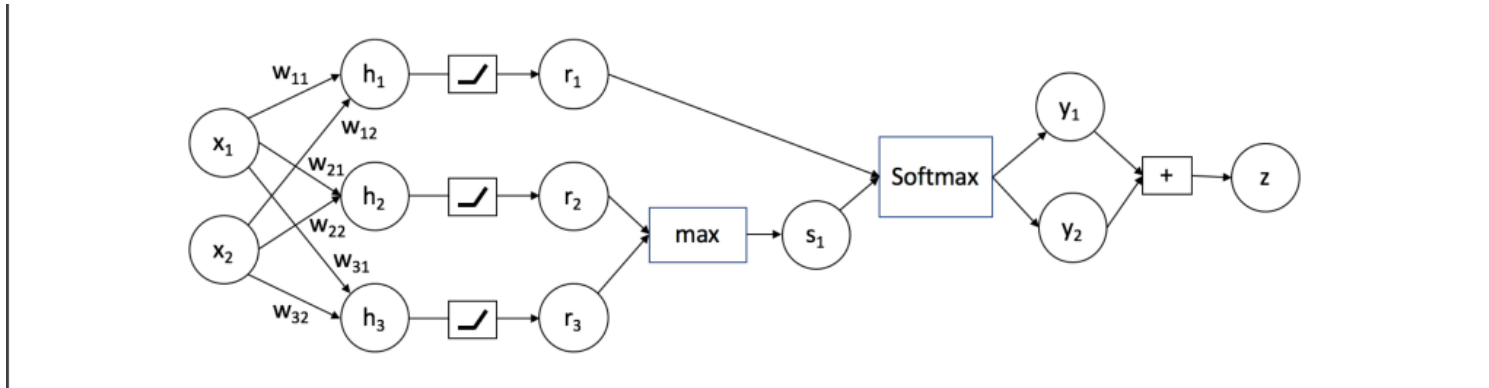 w₁₁
h₁
r₁
x₁
w₁₂
y₁
w₂₁
h₂
r₂
Softmax
+
z
w₂₂
max
s₁
y₂
x₂
w₃₁
w₃₂
h₃
r₃